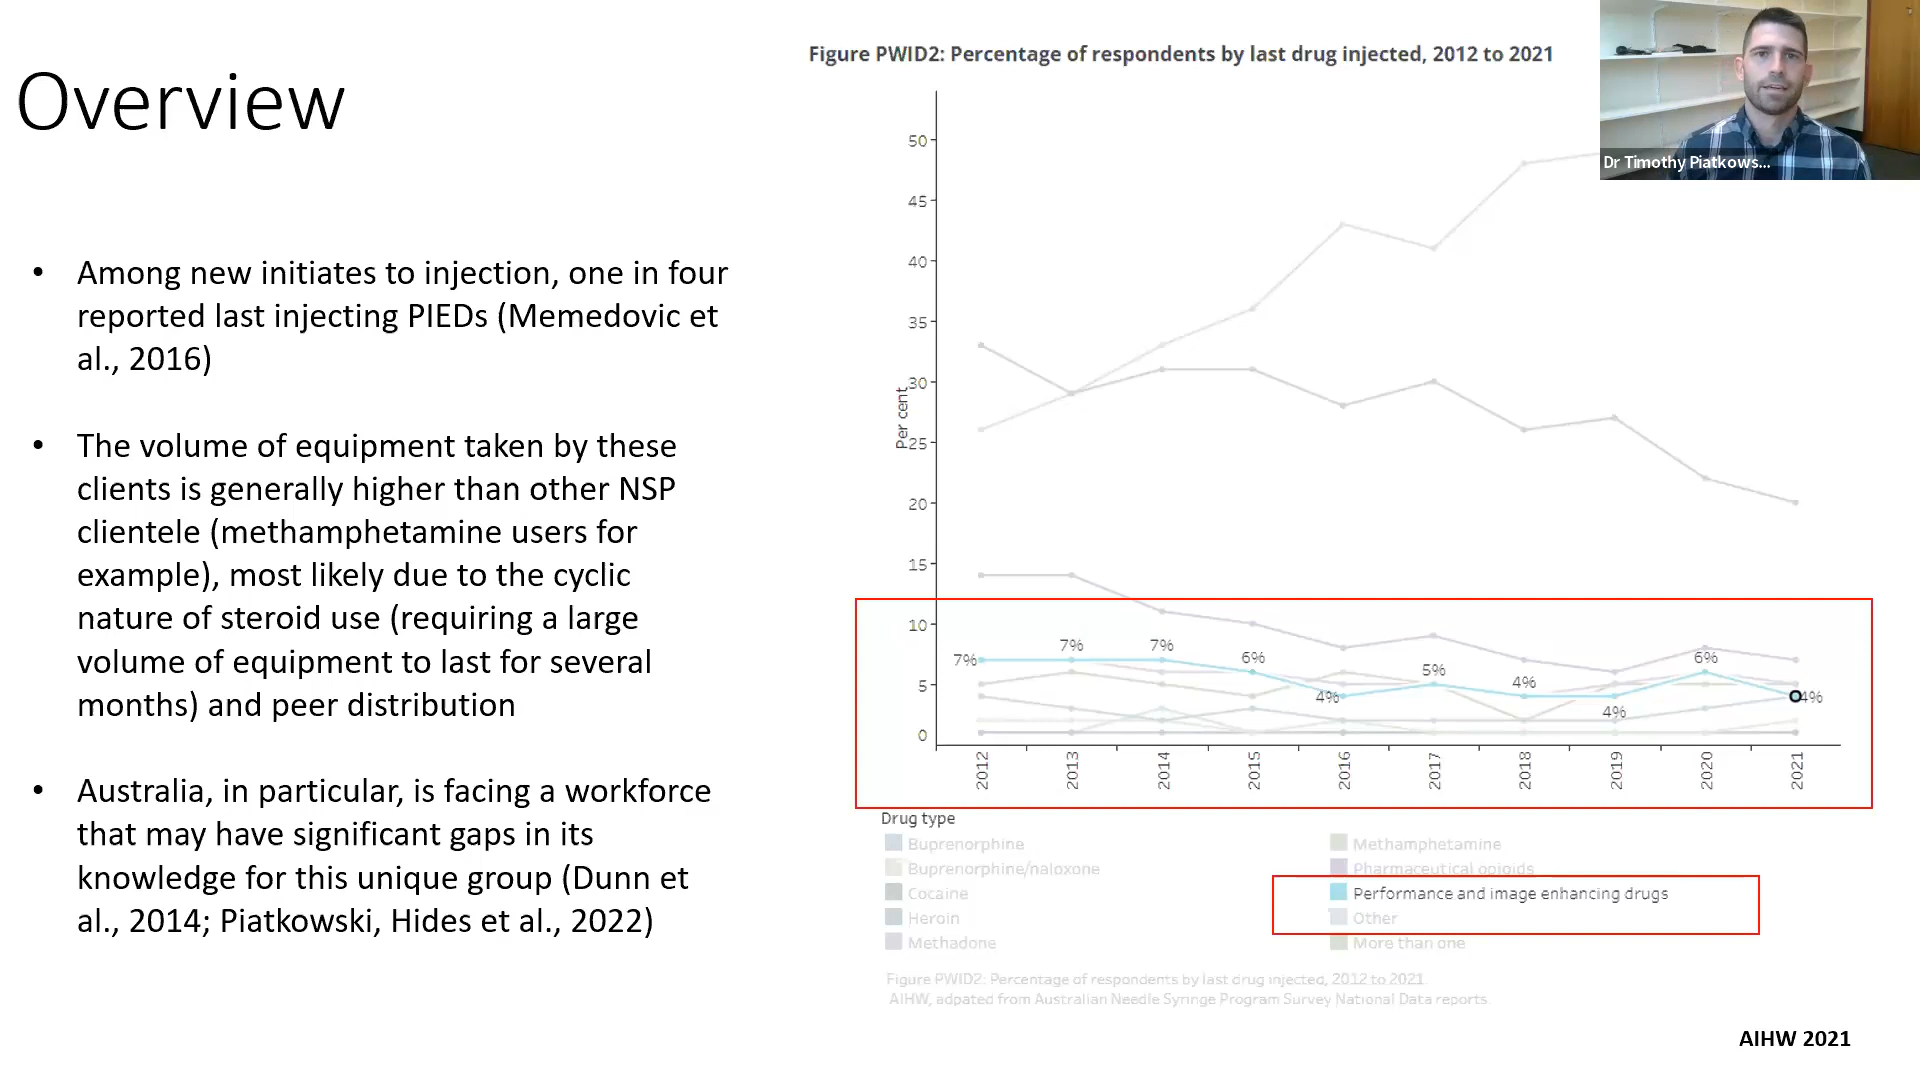 Overview
• Among new initiates to injection, one in four
reported last injecting PIEDs (Memedovic et
al., 2016)
• The volume of equipment taken by these
clients is generally higher than other NSP
clientele (methamphetamine users for
example), most likely due to the cyclic
nature of steroid use (requiring a large
volume of equipment to last for several
months) and peer distribution
• Australia, in particular, is facing a workforce
that may have significant gaps in its
knowledge for this unique group (Dunn et
al., 2014; Piatkowski, Hides et al., 2022)
Figure PWID2: Percentage of respondents by last drug injected, 2012 to 2021
Dr Timothy Piatkows...
Per cent
50
45
40
35
30
25
20
15
10
5
0
7%
7%
7%
6%
4%
5%
4%
4%
6%
4%
2012
2013
2014
2015
2016
2017
2018
2019
2020
2021
Drug type
Buprenorphine
Buprenorphine/naloxone
Cocaine
Heroin
Methadone
Methamphetamine
Pharmaceutical opioids
Performance and image enhancing drugs
Other
More than one
Figure PWID2: Percentage of respondents by last drug injected, 2012 to 2021.
AIHW, adpated from Australian Needle Syringe Program Survey National Data reports.
AIHW 2021